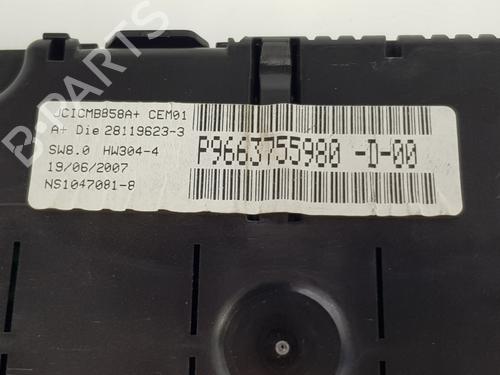 JCICMB858A+ CEM01
A+ Die 28119623-3
SW8.0 HW304-4
19/06/2007
NS1047081-8
P9663755980 -D-00
B-PARTS